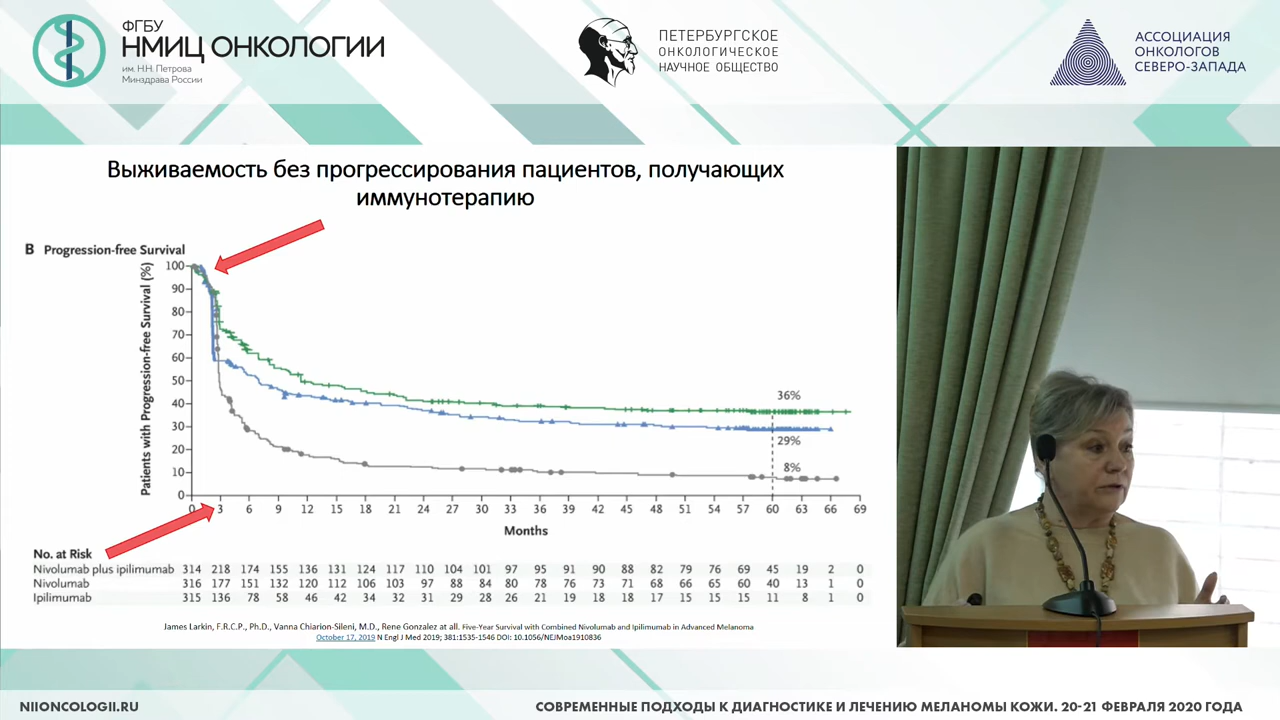 ФГБУ
НМИЦ ОНКОЛОГИИ
им. Н.Н. Петрова
Минздрава России
ПЕТЕРБУРГСКОЕ
ОНКОЛОГИЧЕСКОЕ
НАУЧНОЕ ОБЩЕСТВО
АССОЦИАЦИЯ
ОНКОЛОГОВ
СЕВЕРО-ЗАПАДА
Выживаемость без прогрессирования пациентов, получающих
иммунотерапию
B Progression-free Survival
Patients with Progression-free Survival (%)
100
90
80
70
60
50
40
30
20
10
0
36%
29%
8%
0 3 6 9 12 15 18 21 24 27 30 33 36 39 42 45 48 51 54 57 60 63 66 69
Months
No. at Risk
Nivolumab plus ipilimumab 314 218 174 155 136 131 124 117 110 104 101 97 95 91 90 88 82 79 76 69 45 19 2 0
Nivolumab 316 177 151 132 120 112 106 103 97 88 84 80 78 76 73 71 68 66 65 60 40 13 1 0
Ipilimumab 315 136 78 58 46 42 34 32 31 29 28 26 21 19 18 18 17 15 15 15 11 8 1 0
James Larkin, F.R.C.P., Ph.D., Vanna Chiarion-Sileni, M.D., Rene Gonzalez at all. Five-Year Survival with Combined Nivolumab and Ipilimumab in Advanced Melanoma
October 17, 2019 N Engl J Med 2019; 381:1535-1546 DOI: 10.1056/NEJMoa1910836
NIIONCOLOGII.RU
СОВРЕМЕННЫЕ ПОДХОДЫ К ДИАГНОСТИКЕ И ЛЕЧЕНИЮ МЕЛАНОМЫ КОЖИ. 20-21 ФЕВРАЛЯ 2020 ГОДА